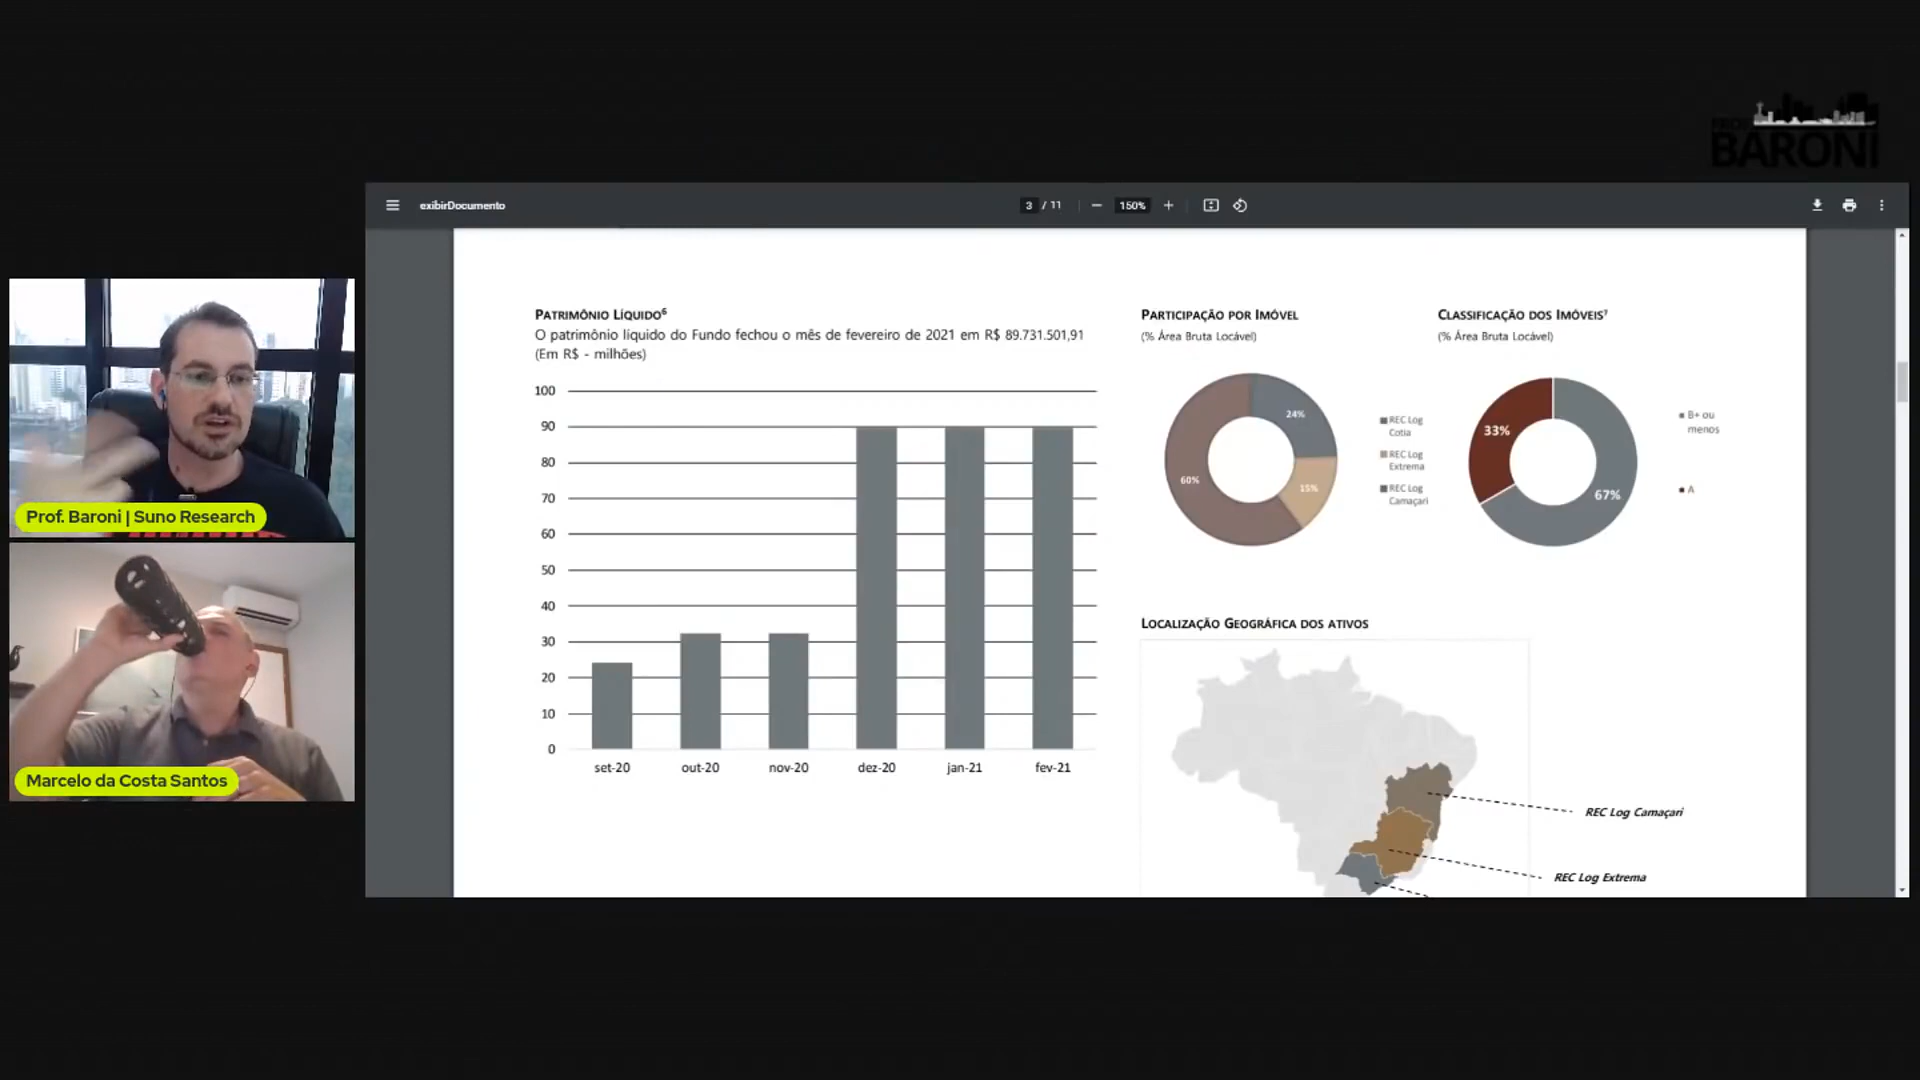 BARONI
exibirDocumento
3 / 11
150%
PATRIMÔNIO LÍQUIDO⁶
O patrimônio líquido do Fundo fechou o mês de fevereiro de 2021 em R$ 89.731.501,91
(Em R$ - milhões)
100
90
80
70
60
50
40
30
20
10
0
set-20
out-20
nov-20
dez-20
jan-21
fev-21
PARTICIPAÇÃO POR IMÓVEL
(% Área Bruta Locável)
24%
15%
60%
REC Log
Cotia
REC Log
Extrema
REC Log
Camaçari
CLASSIFICAÇÃO DOS IMÓVEIS⁷
(% Área Bruta Locável)
33%
67%
B+ ou
menos
A
LOCALIZAÇÃO GEOGRÁFICA DOS ATIVOS
REC Log Camaçari
REC Log Extrema
Prof. Baroni | Suno Research
Marcelo da Costa Santos